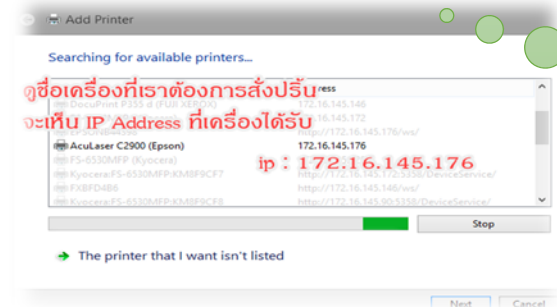 Add Printer
Searching for available printers...
ดูชื่อเครื่องที่เราต้องการสั่งปริ้น
ress
DocuPrint P355 d (FUJI XEROX) 172.16.145.146
จะเห็น IP Address ที่เครื่องได้รับ
172.16.145.172
http://172.16.145.176/ws/
AcuLaser C2900 (Epson) 172.16.145.176
FS-6530MFP (Kyocera)
ip : 172.16.145.176
Kyocera:FS-6530MFP:KM8F9CF7 http://172.16.145.172:5358/DeviceService/
FXBFD4B6 http://172.16.145.146/ws/
Kyocera:FS-6530MFP:KM8F9CF8 http://172.16.145.90:5358/DeviceService/
Stop
The printer that I want isn't listed
Next Cancel